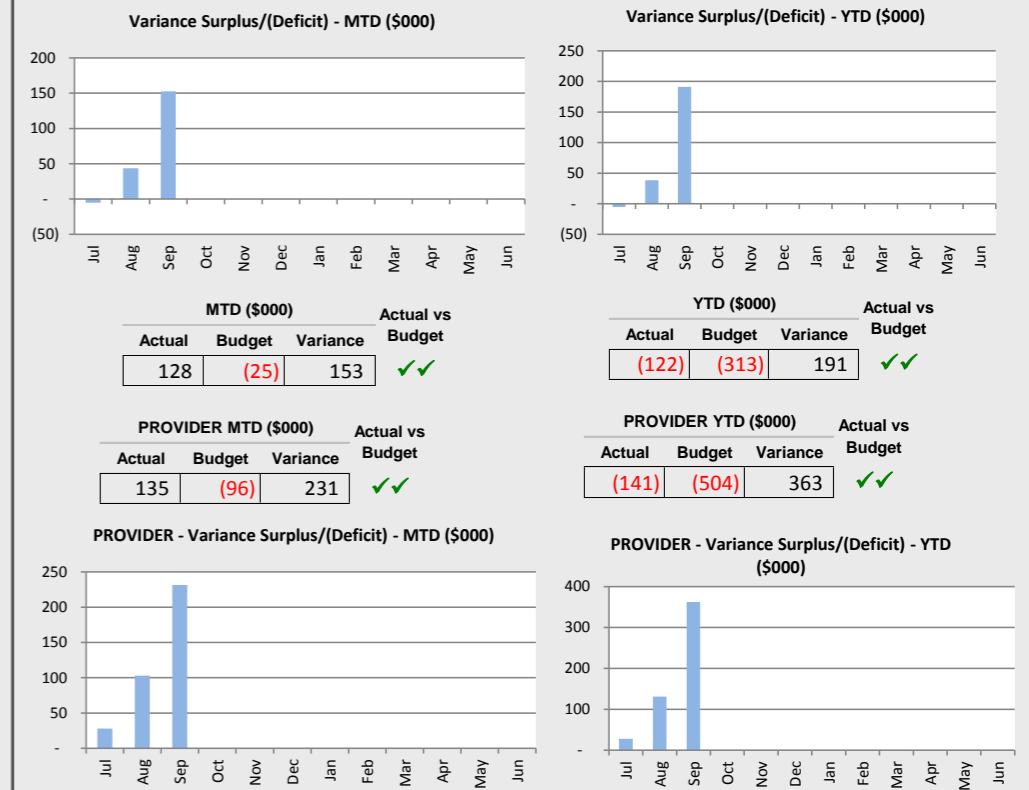 Variance Surplus/(Deficit) - MTD ($000)
200
150
100
50
-
(50)
Jul Aug Sep Oct Nov Dec Jan Feb Mar Apr May Jun
Variance Surplus/(Deficit) - YTD ($000)
250
200
150
100
50
-
(50)
Jul Aug Sep Oct Nov Dec Jan Feb Mar Apr May Jun
MTD ($000)
Actual vs
Budget
Actual Budget Variance
128 (25) 153 ✓✓
YTD ($000)
Actual vs
Budget
Actual Budget Variance
(122) (313) 191 ✓✓
PROVIDER MTD ($000)
Actual vs
Budget
Actual Budget Variance
135 (96) 231 ✓✓
PROVIDER YTD ($000)
Actual vs
Budget
Actual Budget Variance
(141) (504) 363 ✓✓
PROVIDER - Variance Surplus/(Deficit) - MTD ($000)
250
200
150
100
50
-
Jul Aug Sep Oct Nov Dec Jan Feb Mar Apr May Jun
PROVIDER - Variance Surplus/(Deficit) - YTD
($000)
400
300
200
100
-
Jul Aug Sep Oct Nov Dec Jan Feb Mar Apr May Jun